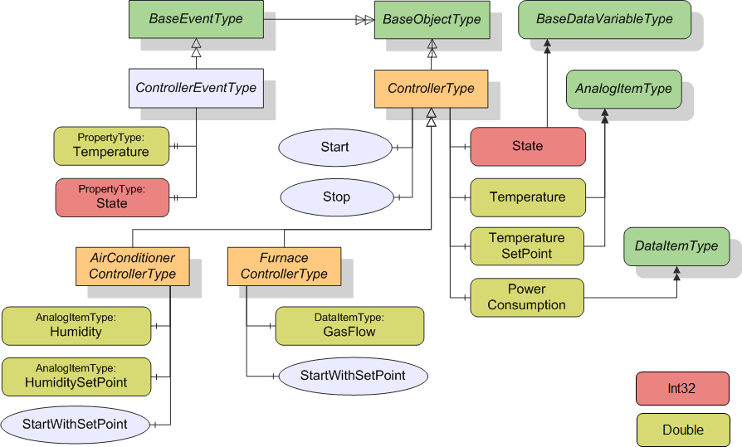 BaseEventType
BaseObjectType
BaseDataVariableType
ControllerEventType
ControllerType
AnalogItemType
PropertyType:
Temperature
Start
State
PropertyType:
State
Stop
Temperature
AirConditioner
ControllerType
Furnace
ControllerType
Temperature
SetPoint
DataItemType
Power
Consumption
AnalogItemType:
Humidity
DataItemType:
GasFlow
AnalogItemType:
HumiditySetPoint
StartWithSetPoint
StartWithSetPoint
Int32
Double